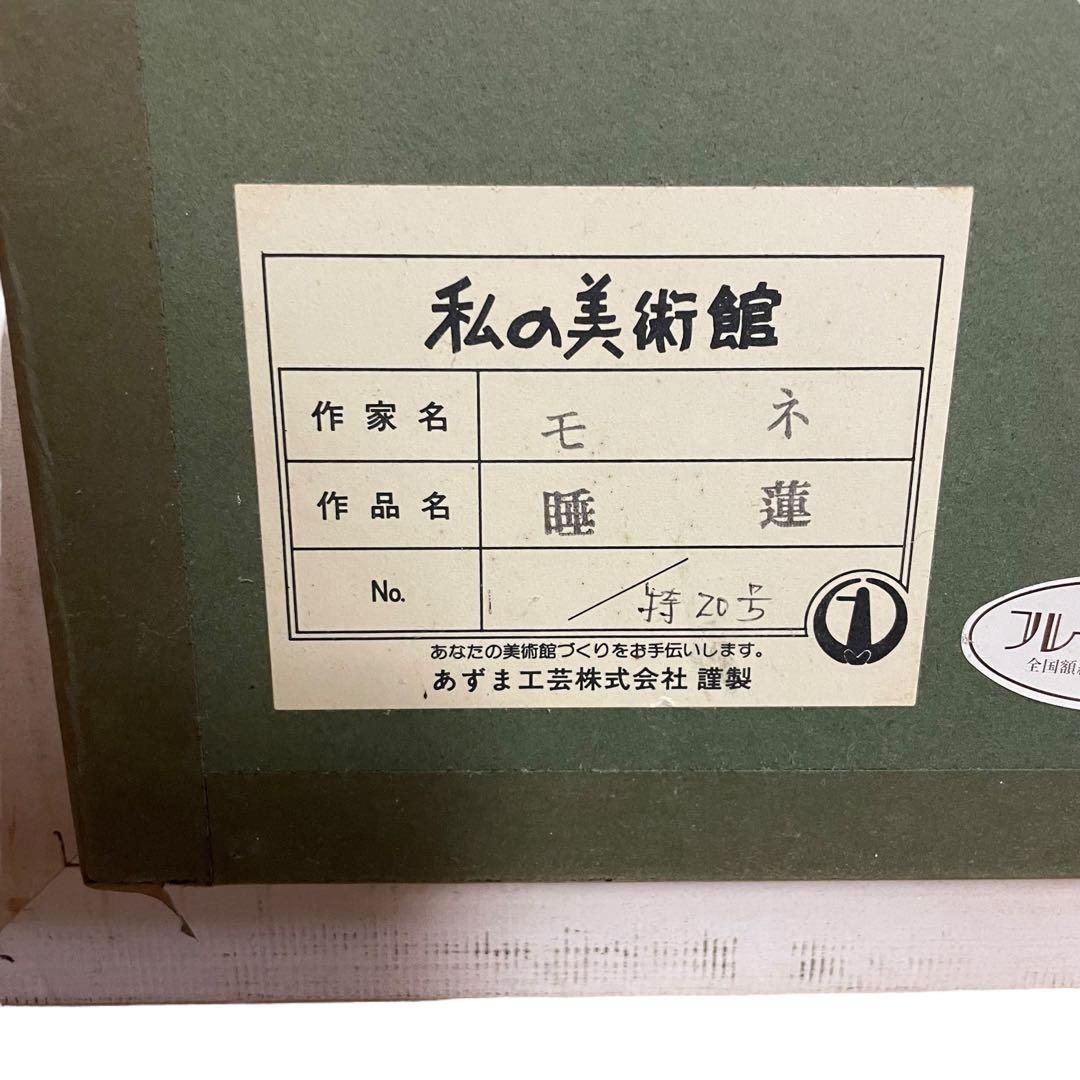 私の美術館
作家名 モネ
作品名 睡蓮
No. / 特20号
あなたの美術館づくりをお手伝いします。
あずま工芸株式会社 謹製
フレ
全国額